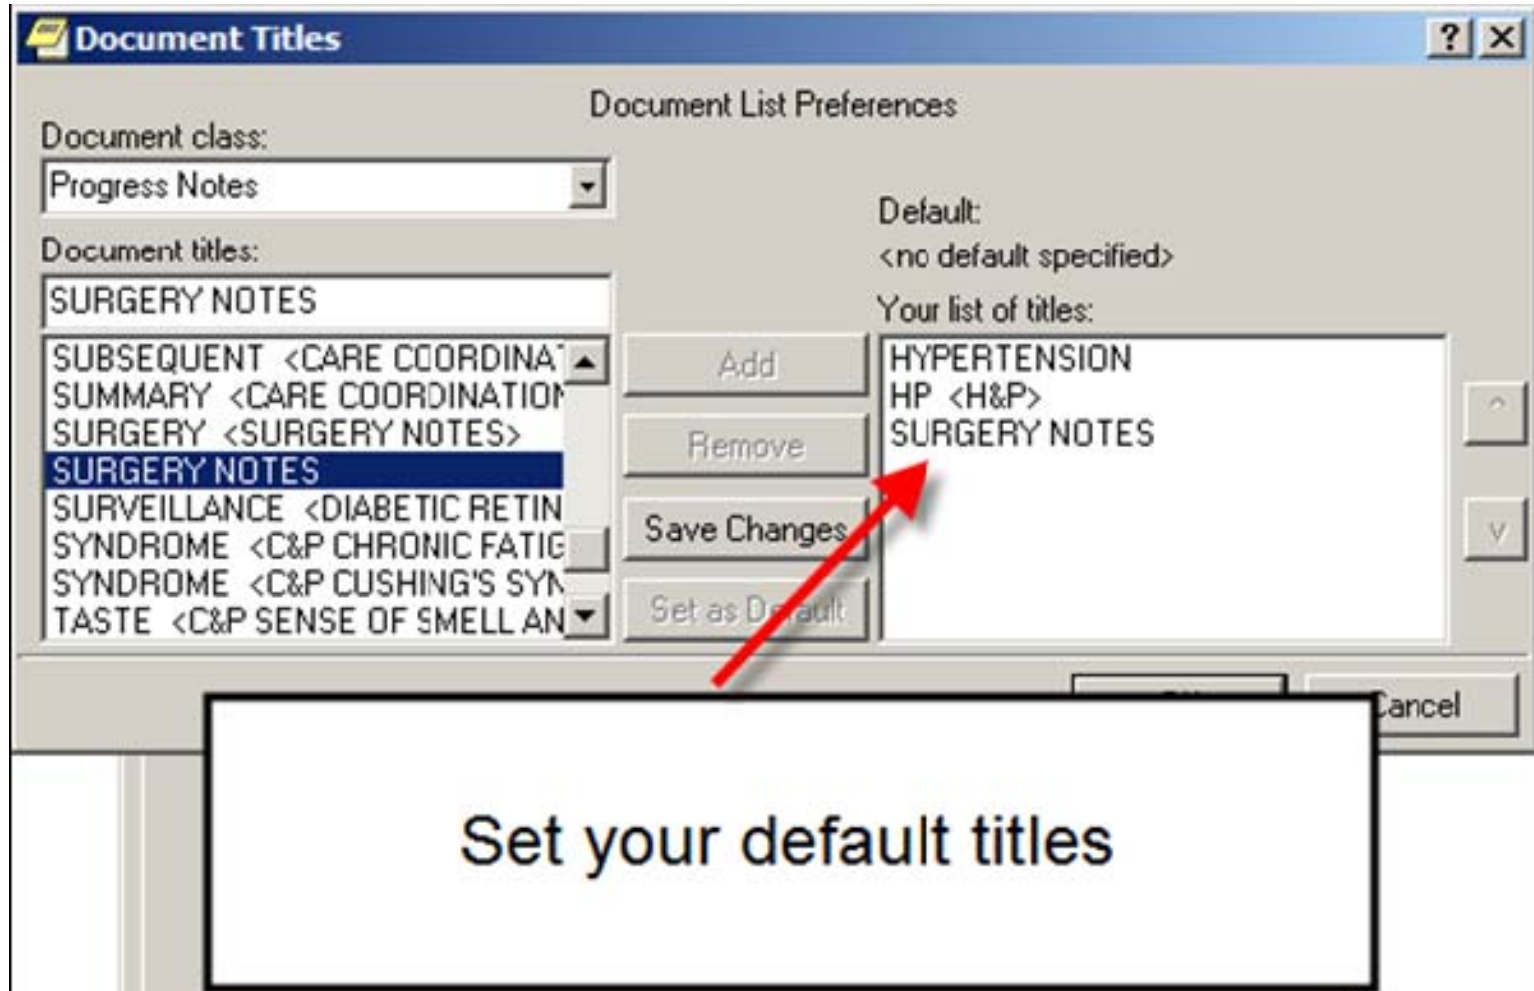 Document Titles
Document List Preferences
Document class:
Progress Notes
Document titles:
SURGERY NOTES
SUBSEQUENT <CARE COORDINAT
SUMMARY <CARE COORDINATION
SURGERY <SURGERY NOTES>
SURGERY NOTES
SURVEILLANCE <DIABETIC RETIN
SYNDROME <C&P CHRONIC FATIG
SYNDROME <C&P CUSHING'S SYN
TASTE <C&P SENSE OF SMELL AN
Add
Remove
Save Changes
Set as Default
Default:
<no default specified>
Your list of titles:
HYPERTENSION
HP <H&P>
SURGERY NOTES
Cancel
Set your default titles